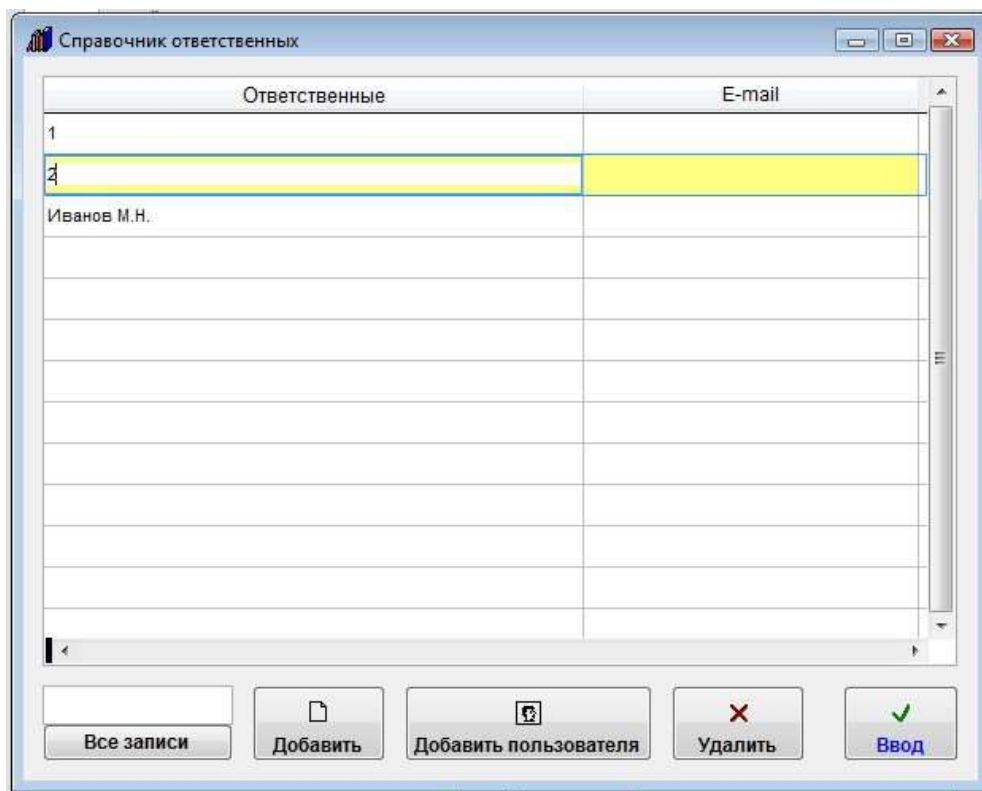 Справочник ответственных
Ответственные E-mail
1
2
Иванов М.Н.
Все записи Добавить Добавить пользователя Удалить Ввод